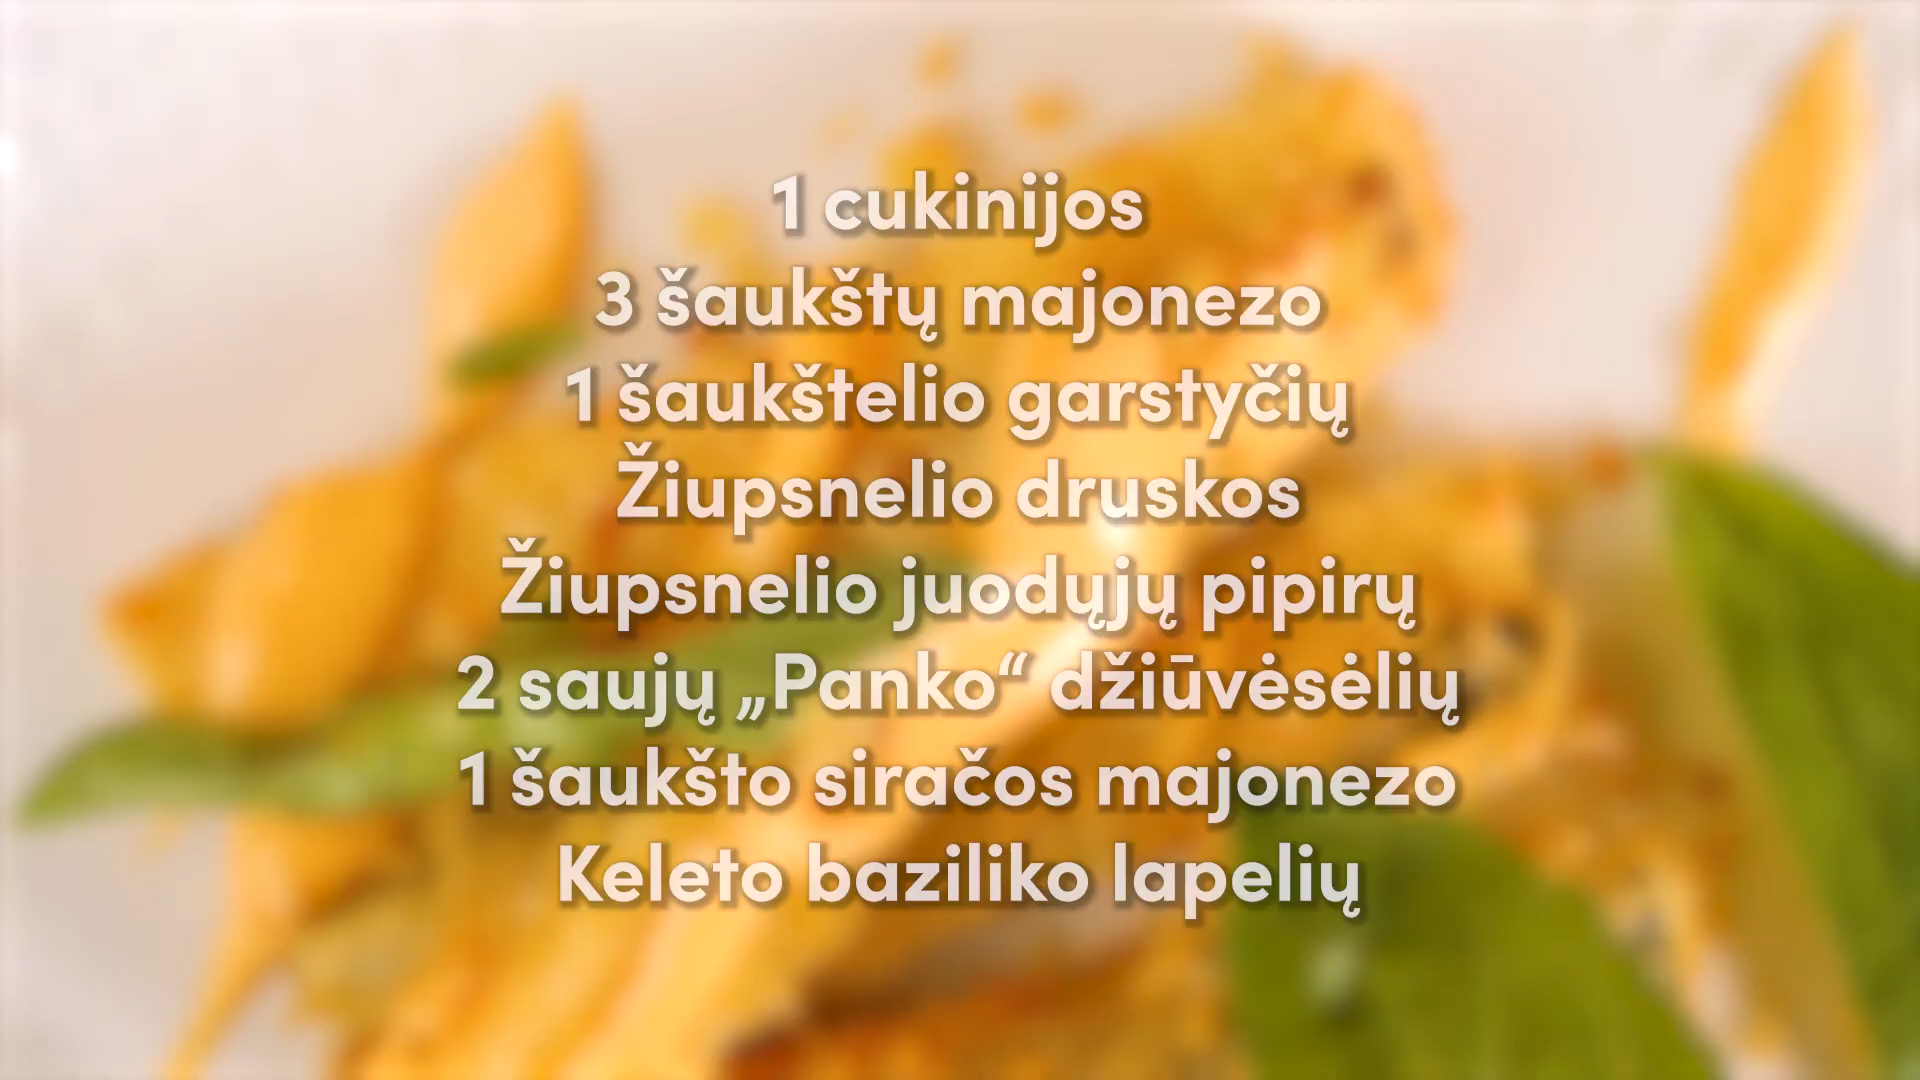 1 cukinijos
3 šaukštų majonezo
1 šaukštelio garstyčių
Žiupsnelio druskos
Žiupsnelio juodųjų pipirų
2 saujų „Panko“ džiūvėsėlių
1 šaukšto siračos majonezo
Keleto baziliko lapelių